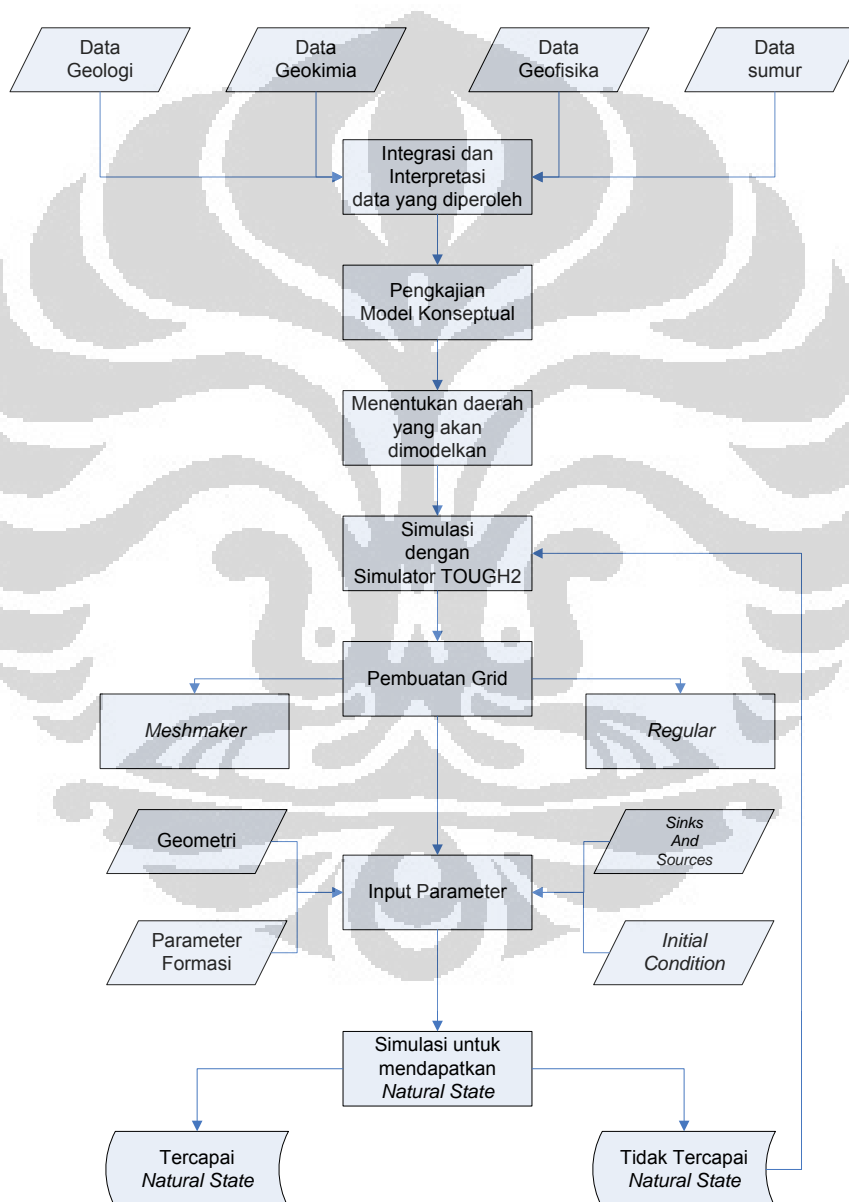 Data
Geologi
Data
Geokimia
Data
Geofisika
Data
sumur
Integrasi dan
Interpretasi
data yang diperoleh
Pengkajian
Model Konseptual
Menentukan daerah
yang akan
dimodelkan
Simulasi
dengan
Simulator TOUGH2
Pembuatan Grid
Meshmaker
Regular
Geometri
Sinks
And
Sources
Input Parameter
Parameter
Formasi
Initial
Condition
Simulasi untuk
mendapatkan
Natural State
Tercapai
Natural State
Tidak Tercapai
Natural State